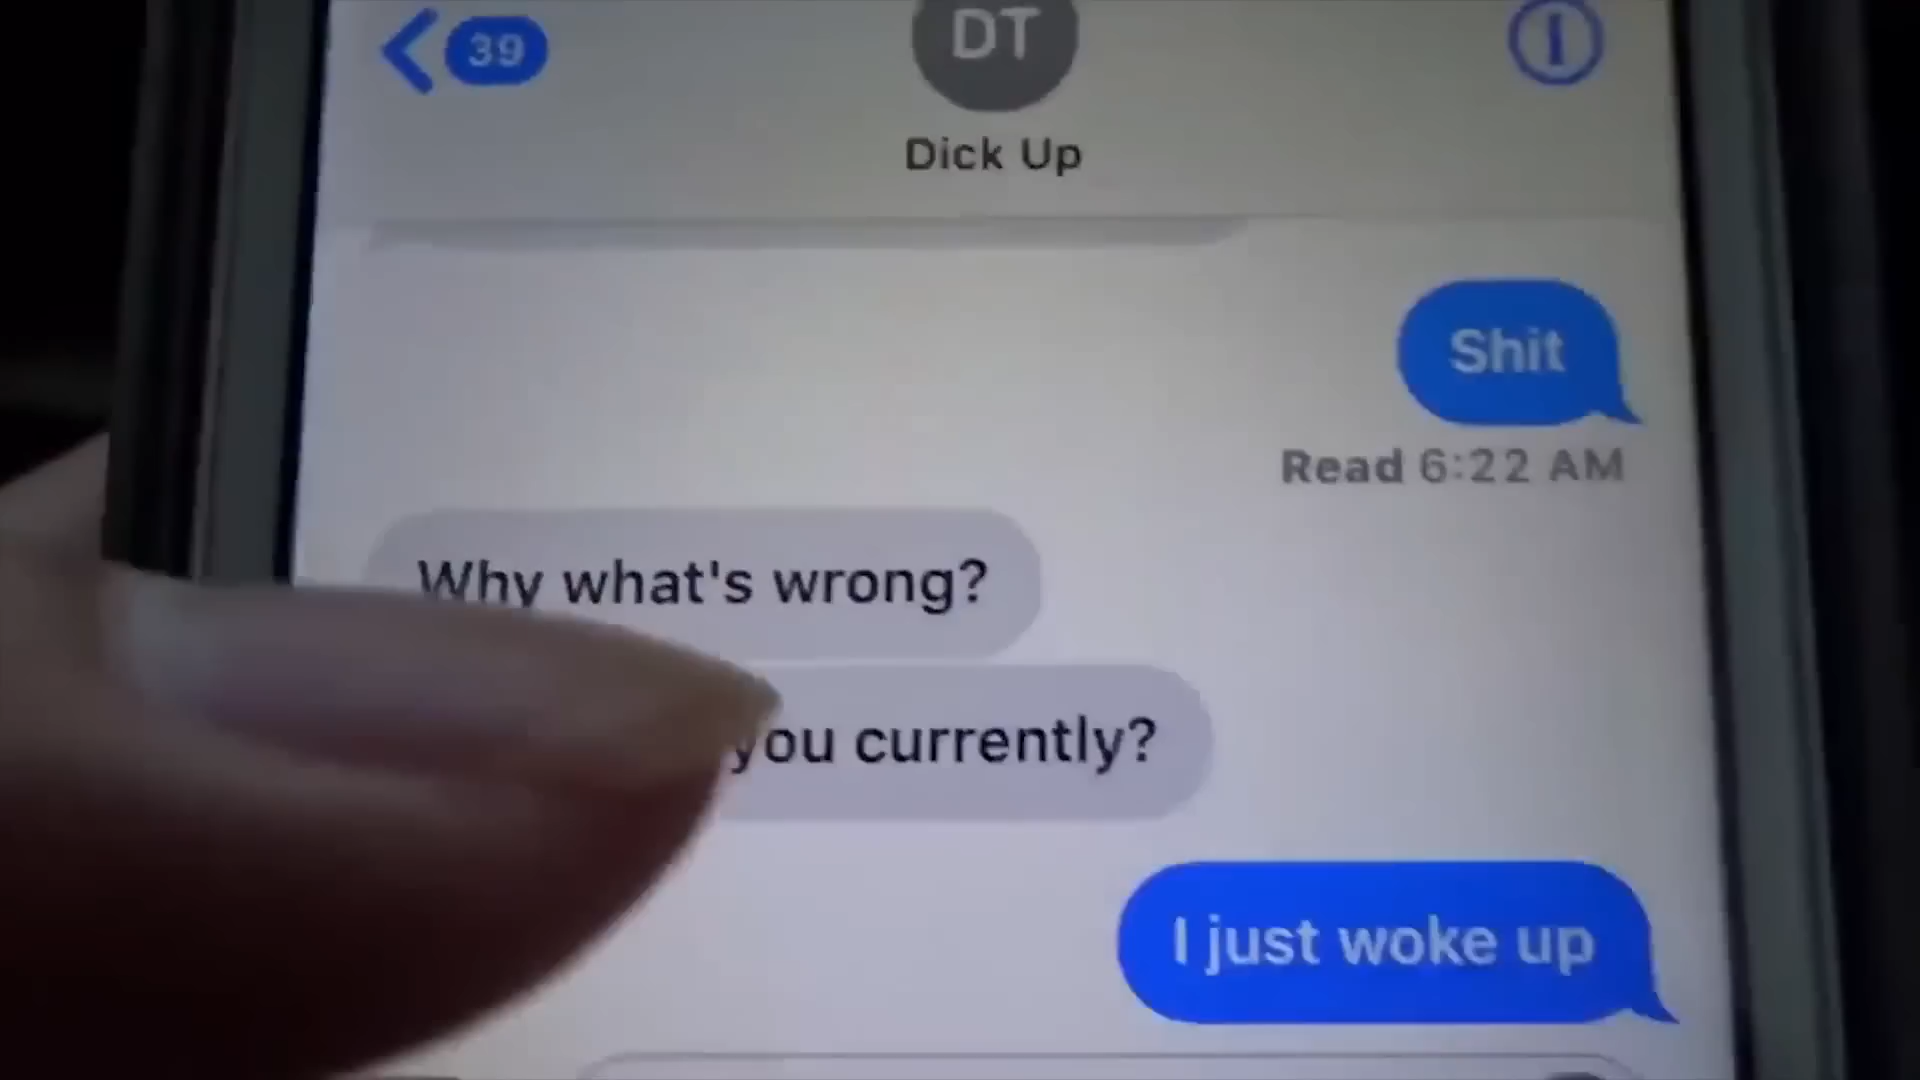 39
DT
Dick Up
Shit
Read 6:22 AM
Why what's wrong?
you currently?
I just woke up